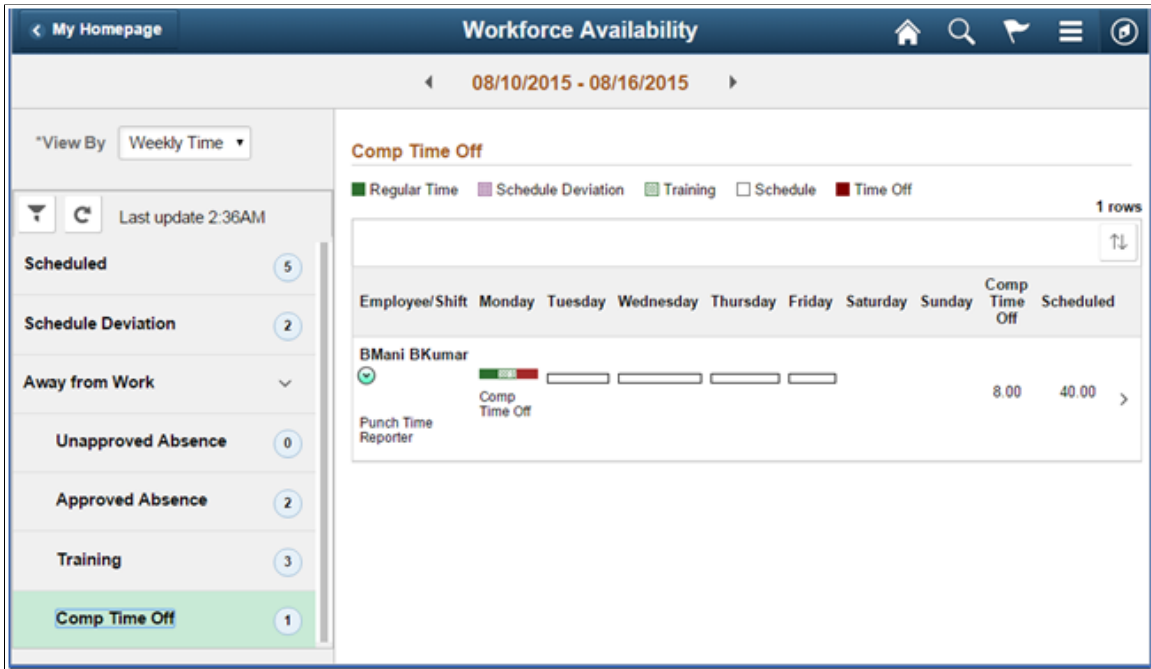 My Homepage
Workforce Availability
08/10/2015 - 08/16/2015
*View By Weekly Time
Last update 2:36AM
Scheduled 5
Schedule Deviation 2
Away from Work
Unapproved Absence 0
Approved Absence 2
Training 3
Comp Time Off 1
Comp Time Off
Regular Time Schedule Deviation Training Schedule Time Off
1 rows
Employee/Shift Monday Tuesday Wednesday Thursday Friday Saturday Sunday Comp Time Off Scheduled
BMani BKumar
Comp
Time Off
8.00 40.00
Punch Time
Reporter